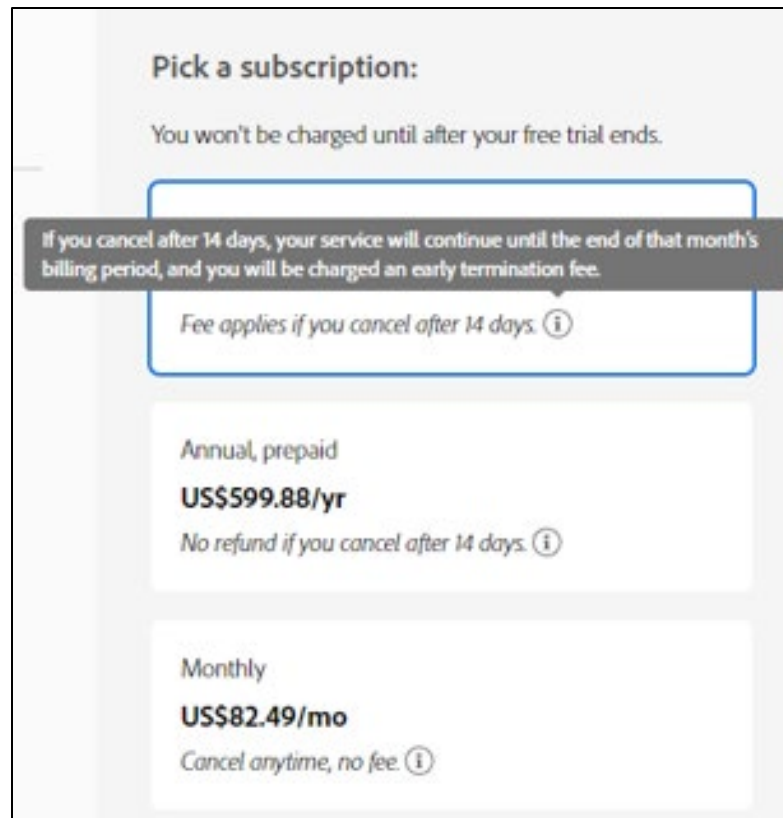 Pick a subscription:
You won't be charged until after your free trial ends.
If you cancel after 14 days, your service will continue until the end of that month's
billing period, and you will be charged an early termination fee.
Fee applies if you cancel after 14 days.
Annual, prepaid
US$599.88/yr
No refund if you cancel after 14 days.
Monthly
US$82.49/mo
Cancel anytime, no fee.